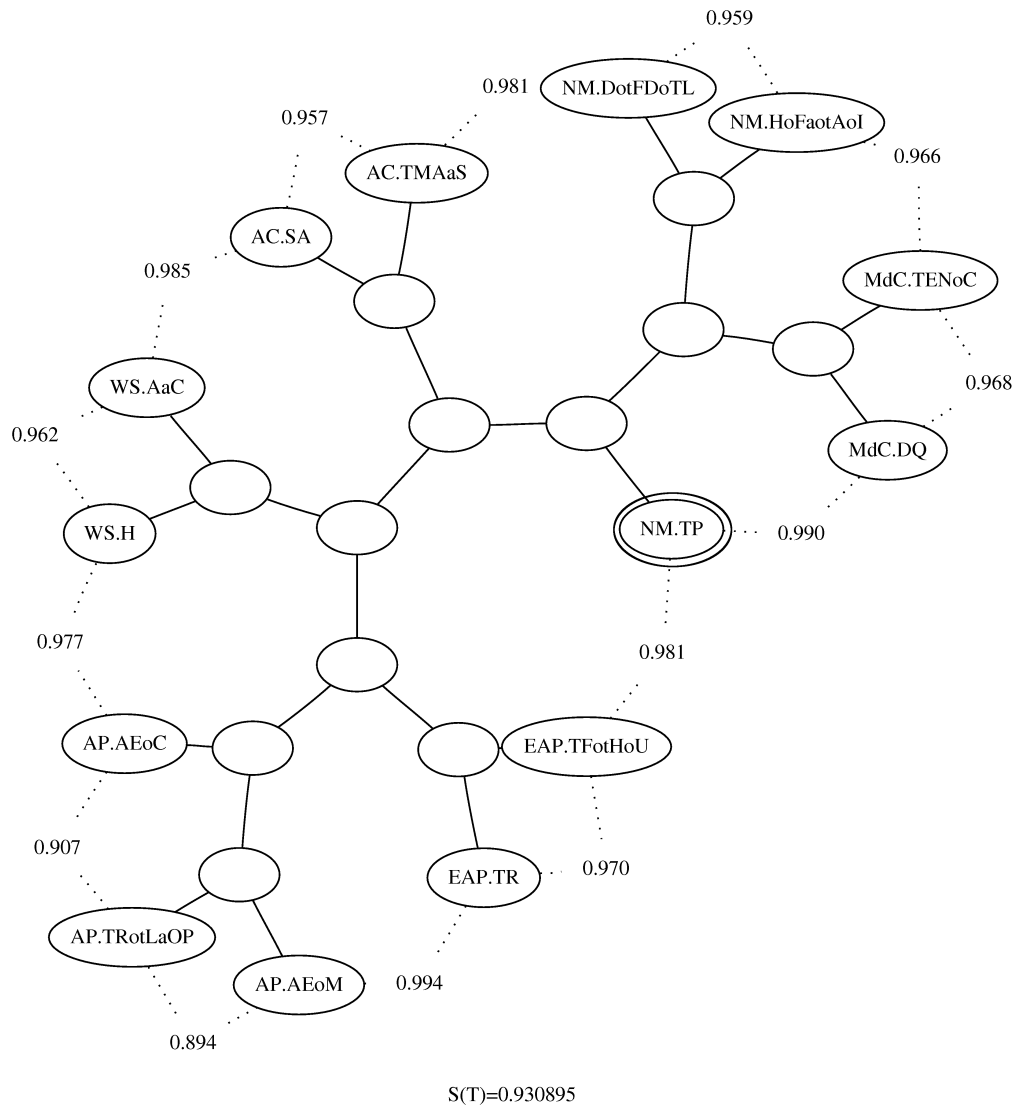 0.959
NM.DotFDoTL
0.981
NM.HoFaotAoI
0.957
0.966
AC.TMAaS
AC.SA
0.985
MdC.TENoC
WS.AaC
0.968
0.962
MdC.DQ
WS.H
NM.TP
0.990
0.977
0.981
AP.AEoC
EAP.TFotHoU
0.907
0.970
EAP.TR
AP.TRotLaOP
AP.AEoM
0.994
0.894
S(T)=0.930895